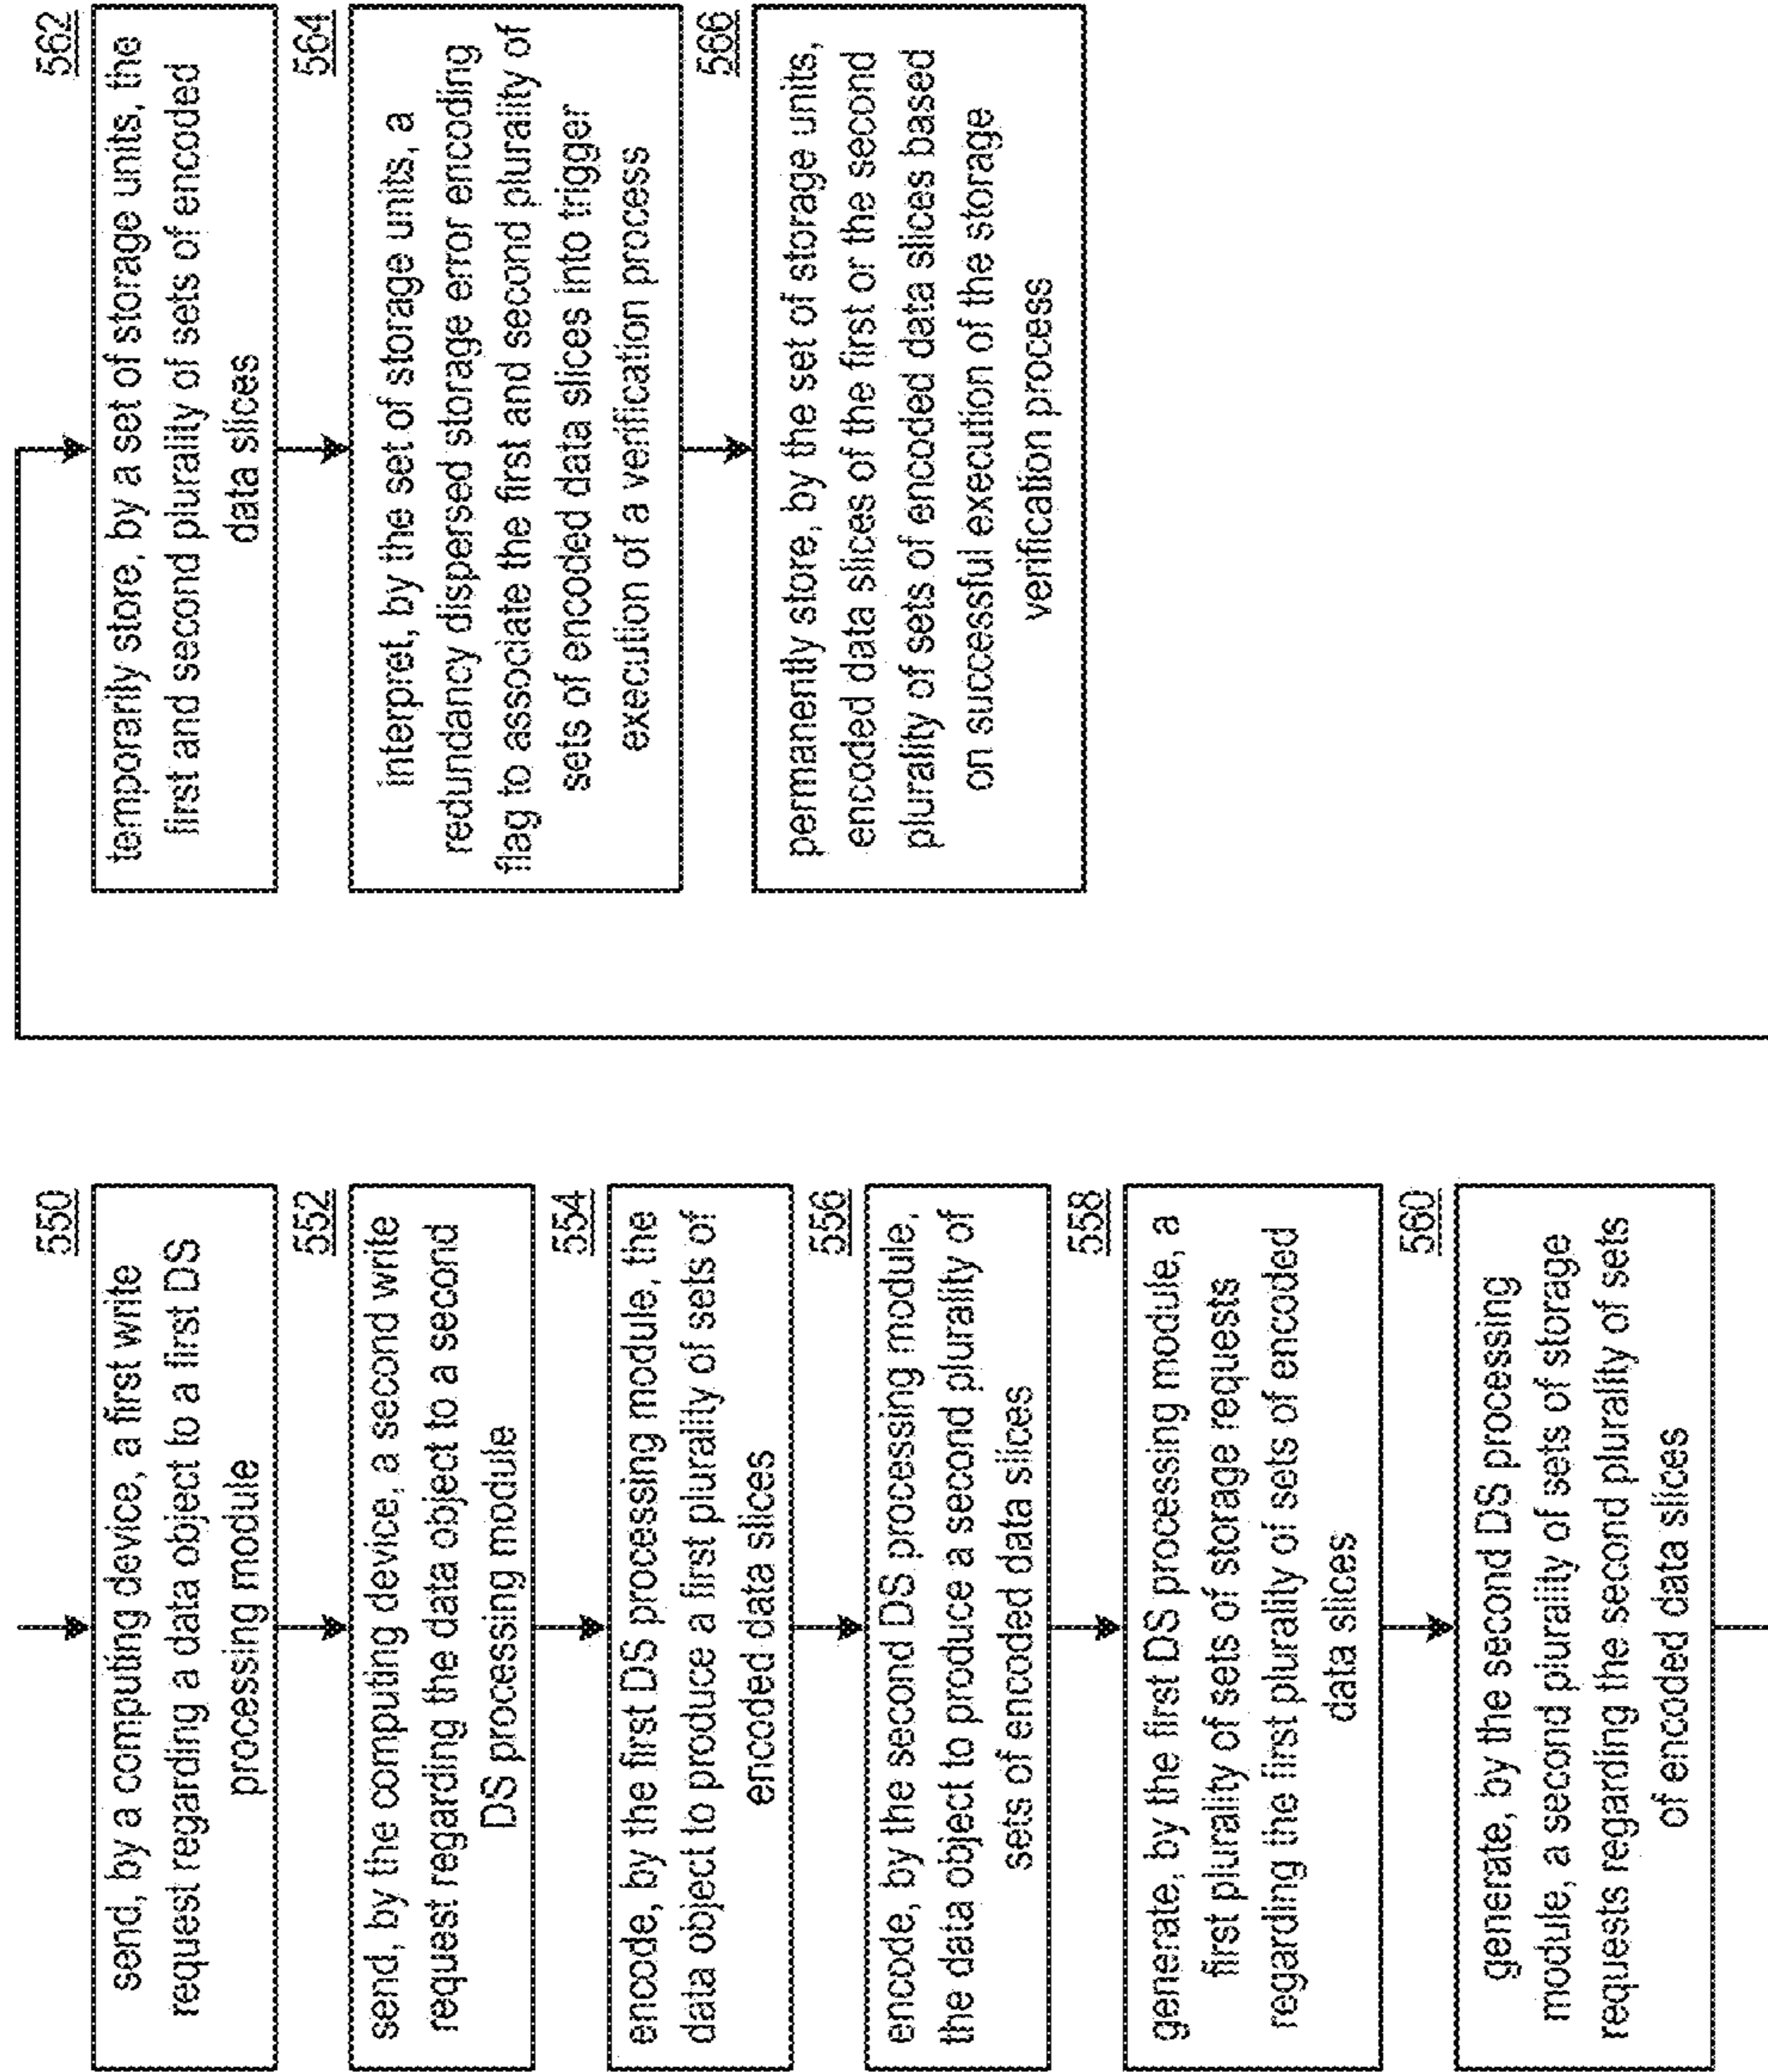 550
send, by a computing device, a first write
request regarding a data object to a first DS
processing module
552
send, by the computing device, a second write
request regarding the data object to a second
DS processing module
554
encode, by the first DS processing module, the
data object to produce a first plurality of sets of
encoded data slices
556
encode, by the second DS processing module,
the data object to produce a second plurality of
sets of encoded data slices
558
generate, by the first DS processing module, a
first plurality of sets of storage requests
regarding the first plurality of sets of encoded
data slices
560
generate, by the second DS processing
module, a second plurality of sets of storage
requests regarding the second plurality of sets
of encoded data slices
562
temporarily store, by a set of storage units, the
first and second plurality of sets of encoded
data slices
564
interpret, by the set of storage units, a
redundancy dispersed storage error encoding
flag to associate the first and second plurality of
sets of encoded data slices into trigger
execution of a verification process
566
permanently store, by the set of storage units,
encoded data slices of the first or the second
plurality of sets of encoded data slices based
on successful execution of the storage
verification process